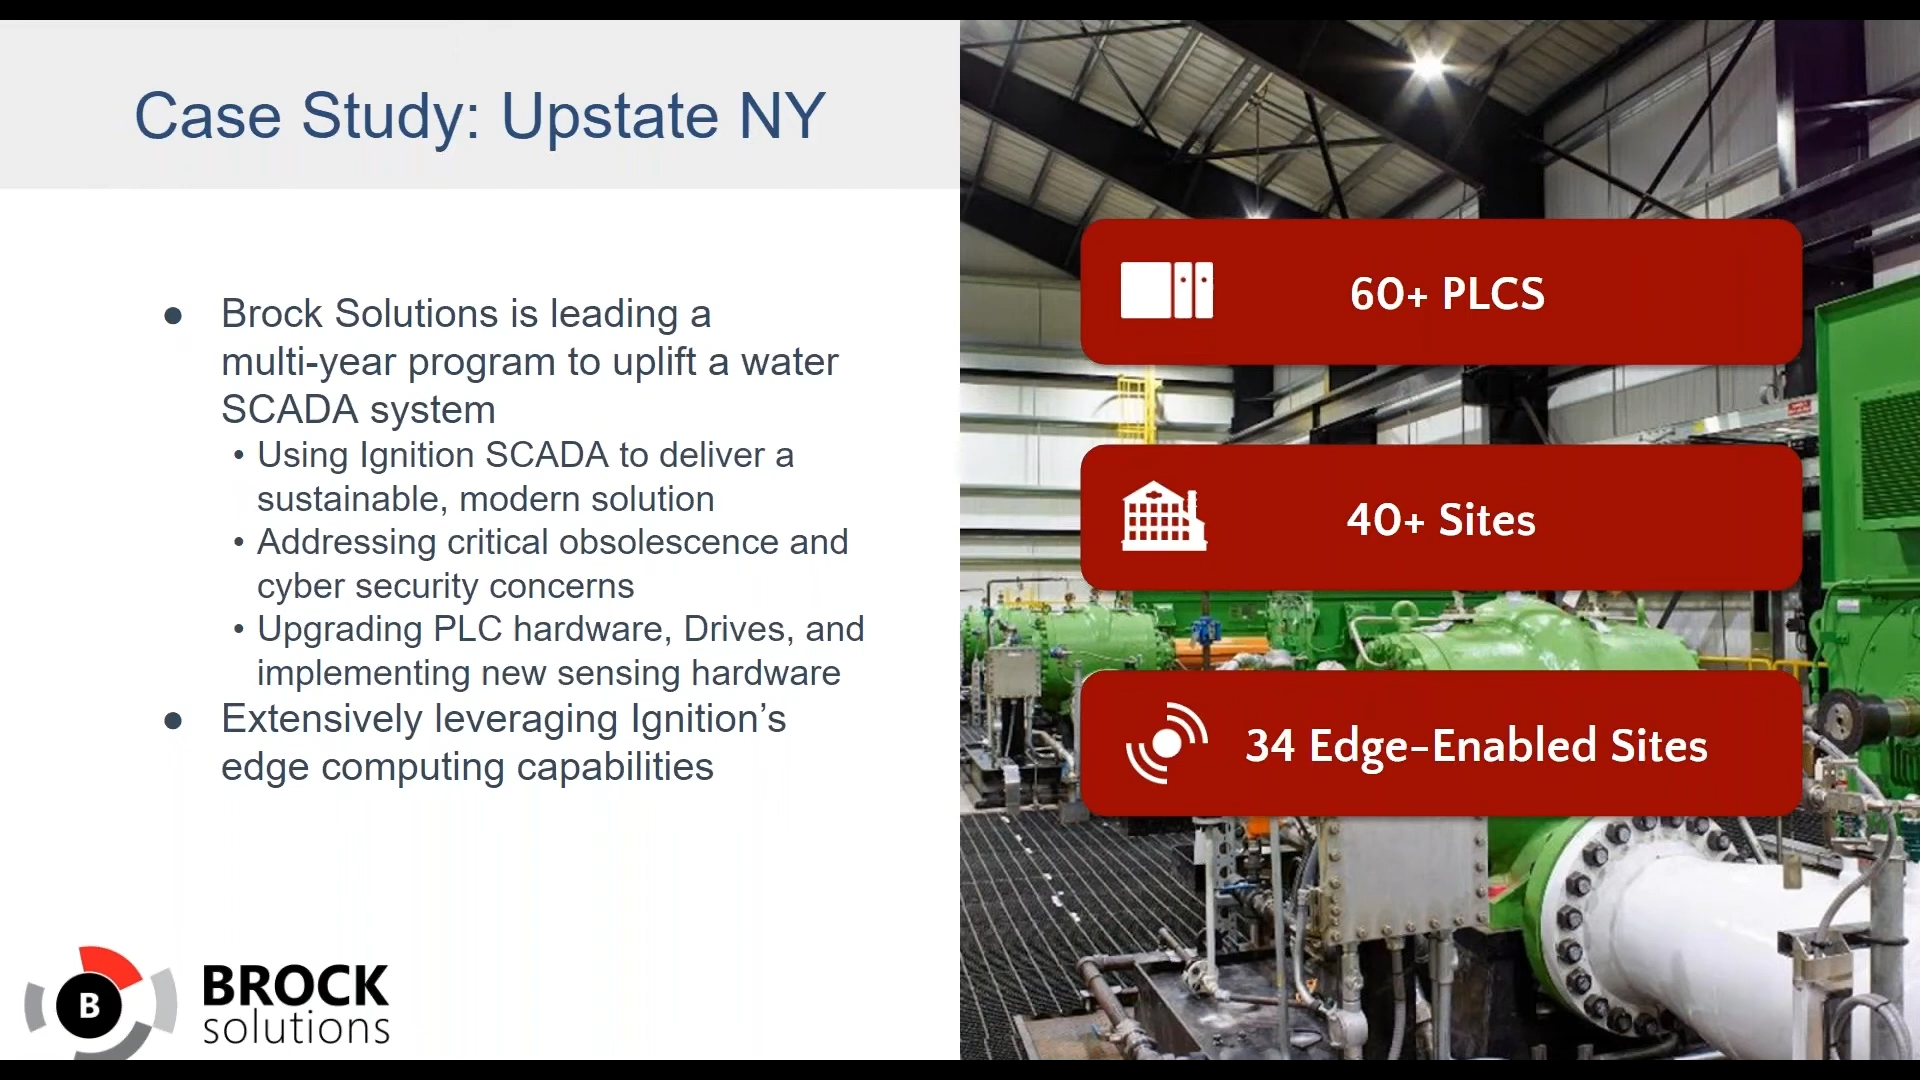 Case Study: Upstate NY
● Brock Solutions is leading a
multi-year program to uplift a water
SCADA system
• Using Ignition SCADA to deliver a
sustainable, modern solution
• Addressing critical obsolescence and
cyber security concerns
• Upgrading PLC hardware, Drives, and
implementing new sensing hardware
● Extensively leveraging Ignition’s
edge computing capabilities
60+ PLCS
40+ Sites
34 Edge-Enabled Sites
B
BROCK
solutions